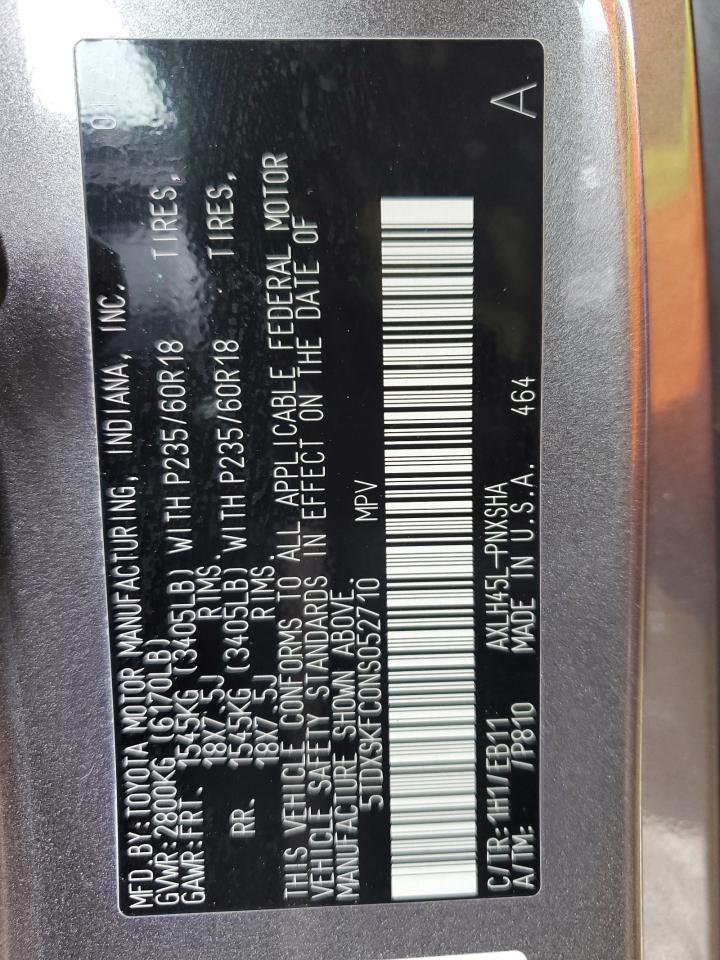 MFD.BY:TOYOTA MOTOR MANUFACTURING, INDIANA, INC.
GVWR:2800KG (6170LB)
GAWR:FRT. 1545KG (3405LB) WITH P235/60R18 TIRES,
18X7.5J RIMS.
RR. 1545KG (3405LB) WITH P235/60R18 TIRES,
18X7.5J RIMS.
THIS VEHICLE CONFORMS TO ALL APPLICABLE FEDERAL MOTOR
VEHICLE SAFETY STANDARDS IN EFFECT ON THE DATE OF
MANUFACTURE SHOWN ABOVE.
5TDXSKFC0NS052710 MPV
C/TR:1H1/EB11 AXLH45L-PNXSHA
A/TM: /P810 MADE IN U.S.A. 464 A